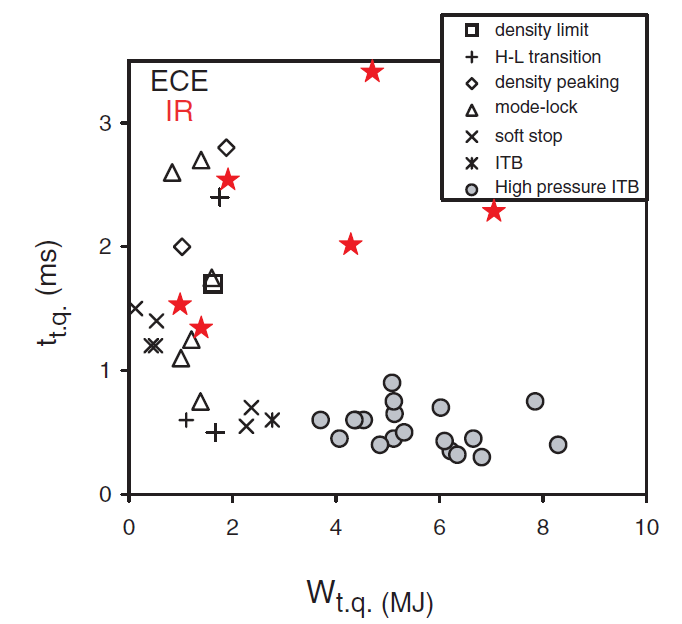 density limit
H-L transition
density peaking
mode-lock
soft stop
ITB
High pressure ITB
ECE
IR
3
2
1
0
t t.q. (ms)
0 2 4 6 8 10
W t.q. (MJ)